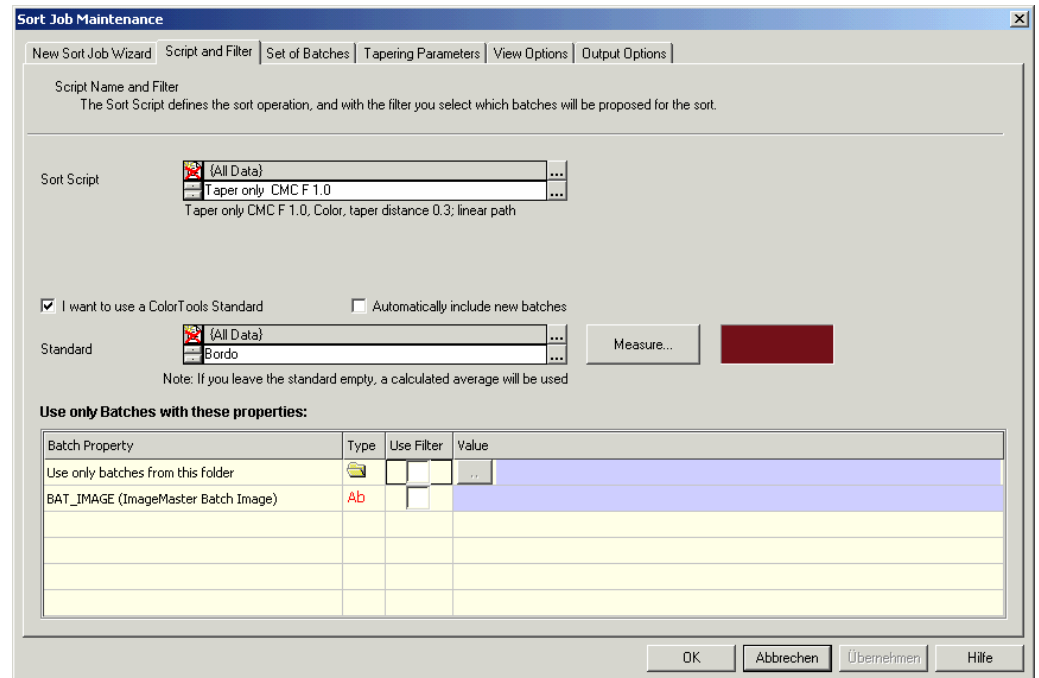 Sort Job Maintenance
New Sort Job Wizard Script and Filter Set of Batches Tapering Parameters View Options Output Options
Script Name and Filter
The Sort Script defines the sort operation, and with the filter you select which batches will be proposed for the sort.
Sort Script
{All Data} ...
Taper only CMC F 1.0 ...
Taper only CMC F 1.0, Color, taper distance 0.3; linear path
I want to use a ColorTools Standard Automatically include new batches
Standard
{All Data} ...
Bordo ...
Measure...
Note: If you leave the standard empty, a calculated average will be used
Use only Batches with these properties:
Batch Property Type Use Filter Value
Use only batches from this folder ..
BAT_IMAGE (ImageMaster Batch Image) Ab
OK Abbrechen Übernehmen Hilfe